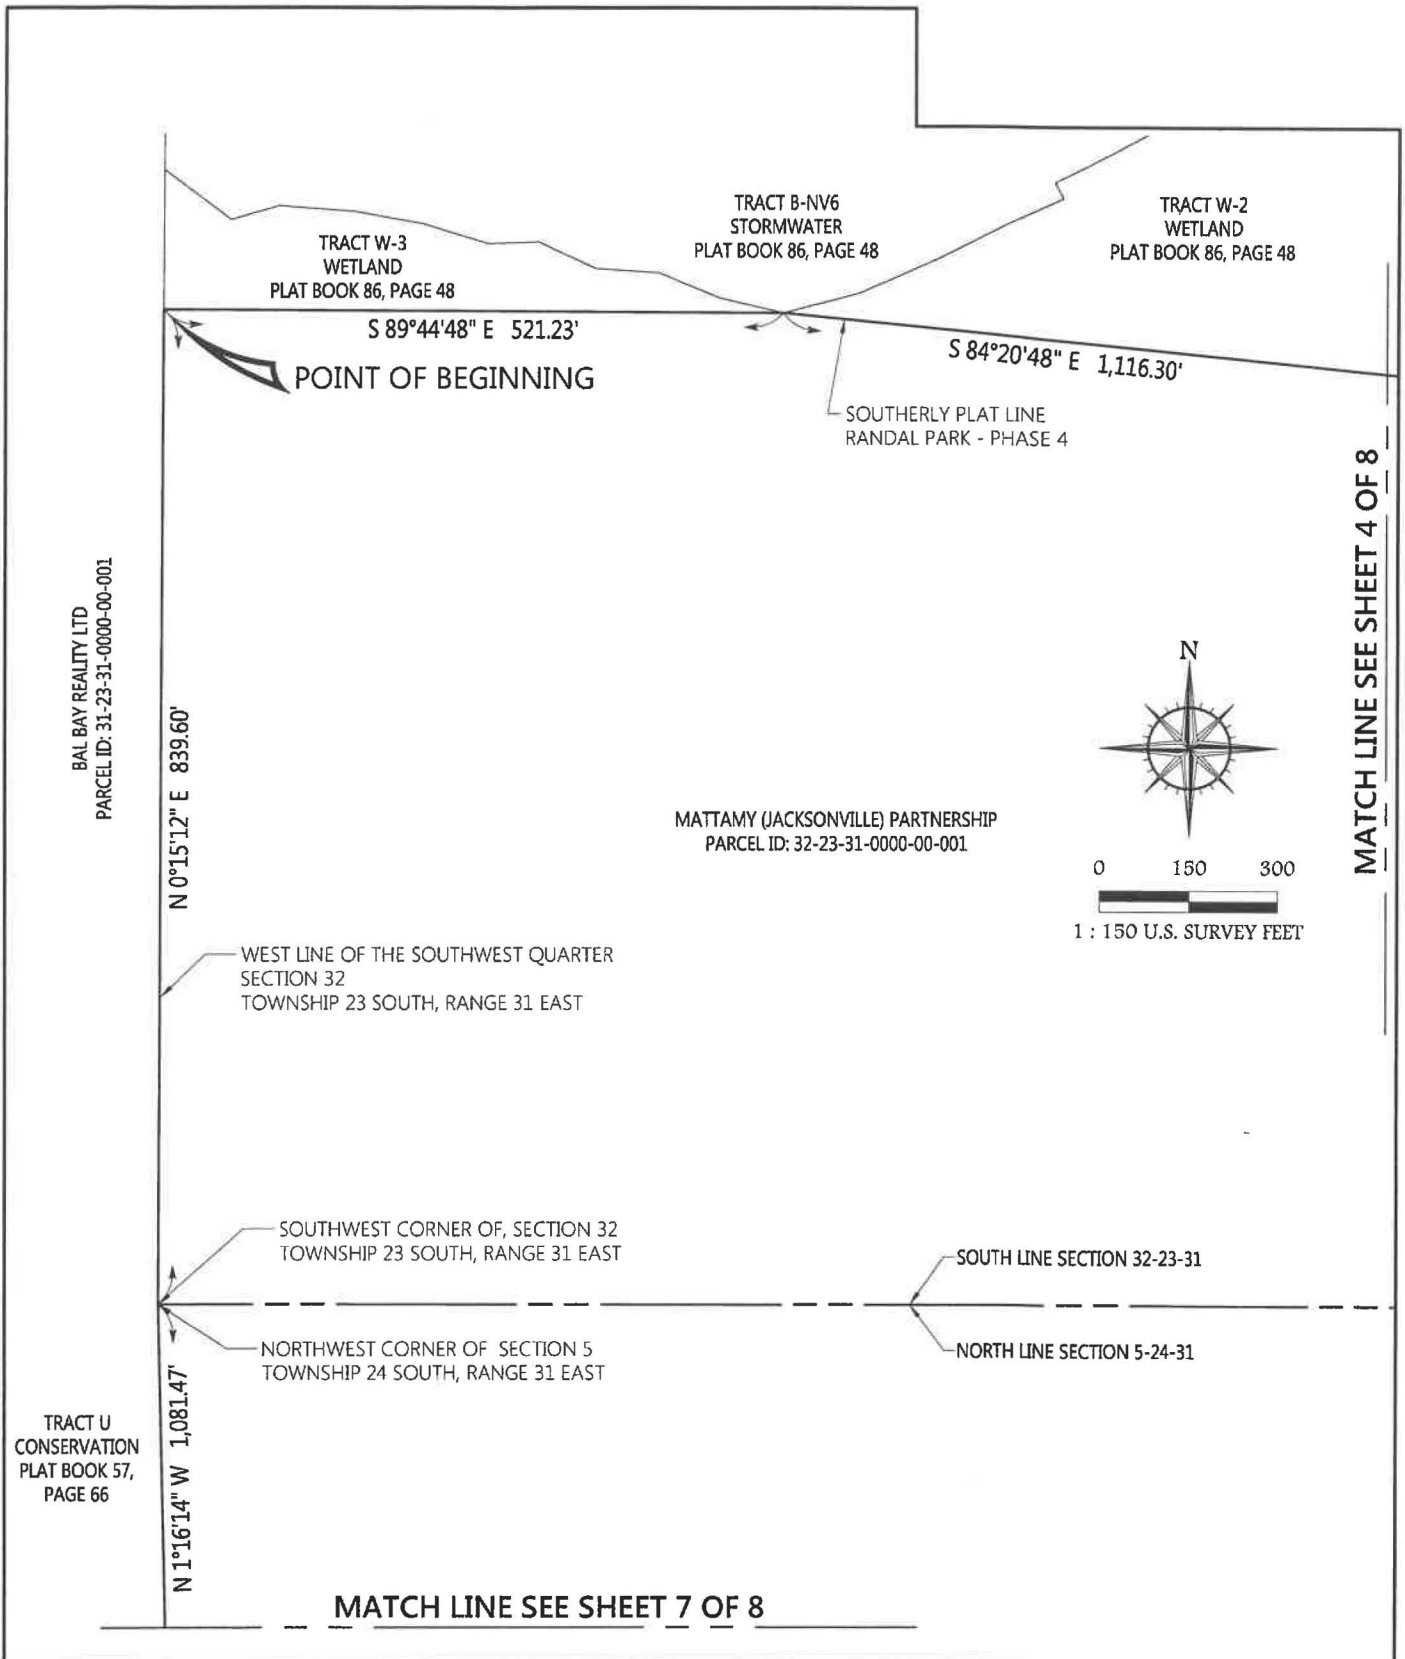 TRACT B-NV6
STORMWATER
PLAT BOOK 86, PAGE 48
TRACT W-2
WETLAND
PLAT BOOK 86, PAGE 48
TRACT W-3
WETLAND
PLAT BOOK 86, PAGE 48
S 89°44'48" E 521.23'
S 84°20'48" E 1,116.30'
POINT OF BEGINNING
SOUTHERLY PLAT LINE
RANDAL PARK - PHASE 4
MATCH LINE SEE SHEET 4 OF 8
BAL BAY REALITY LTD
PARCEL ID: 31-23-31-0000-00-001
N 0°15'12" E 839.60'
N
MATTAMY (JACKSONVILLE) PARTNERSHIP
PARCEL ID: 32-23-31-0000-00-001
0 150 300
1 : 150 U.S. SURVEY FEET
WEST LINE OF THE SOUTHWEST QUARTER
SECTION 32
TOWNSHIP 23 SOUTH, RANGE 31 EAST
SOUTHWEST CORNER OF, SECTION 32
TOWNSHIP 23 SOUTH, RANGE 31 EAST
SOUTH LINE SECTION 32-23-31
NORTHWEST CORNER OF SECTION 5
TOWNSHIP 24 SOUTH, RANGE 31 EAST
NORTH LINE SECTION 5-24-31
TRACT U
CONSERVATION
PLAT BOOK 57,
PAGE 66
N 1°16'14" W 1,081.47'
MATCH LINE SEE SHEET 7 OF 8